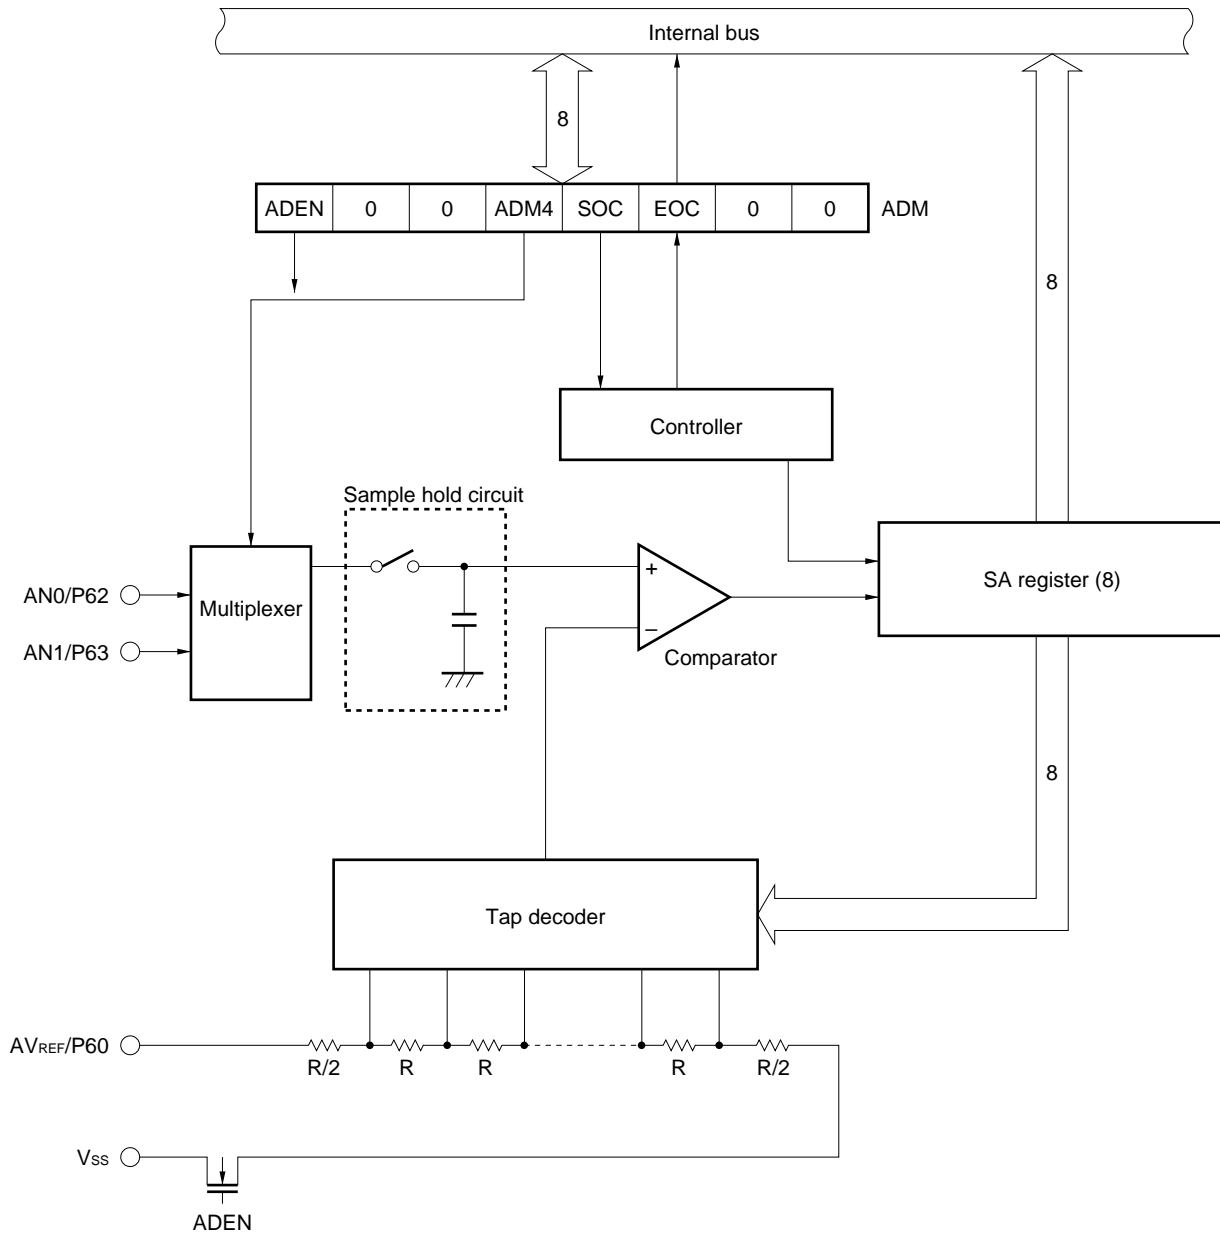 Internal bus
8
ADEN 0 0 ADM4 SOC EOC 0 0 ADM
8
Controller
Sample hold circuit
AN0/P62
AN1/P63
Multiplexer
+
–
Comparator
SA register (8)
8
Tap decoder
AVREF/P60
R/2 R R R R/2
VSS
ADEN